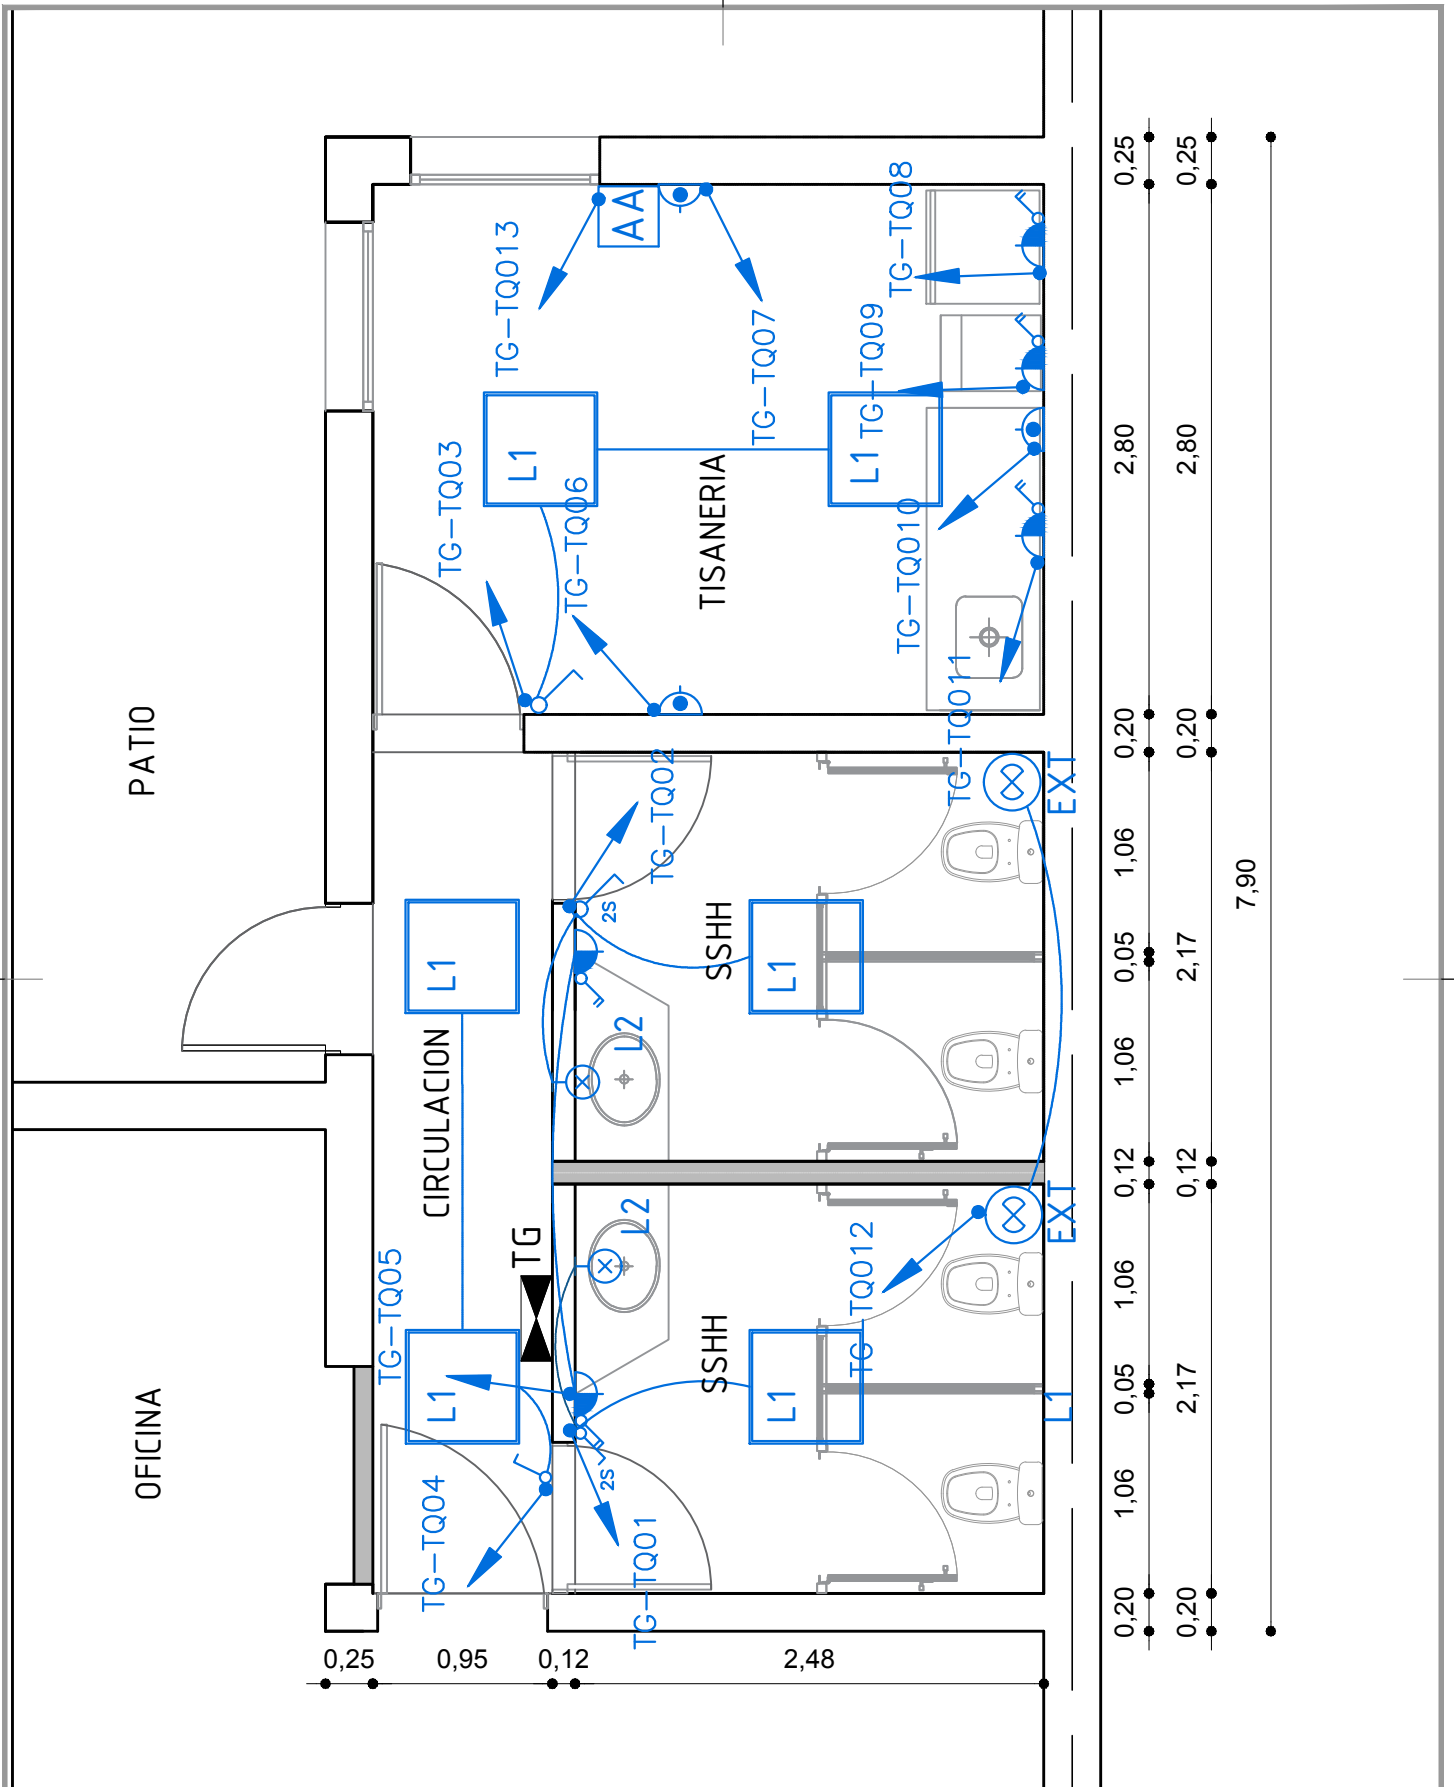 PATIO
OFICINA
CIRCULACION
TISANERIA
SSHH
SSHH
TG
AA
TG-TQ013
TG-TQ07
TG-TQ08
TG-TQ09
TG-TQ03
TG-TQ06
TG-TQ010
TG-TQ011
TG-TQ02
TG-TQ05
TG-TQ012
TG-TQ04
TG-TQ01
L1
L1
L1
L1
L1
L1
L1
L2
L2
2S
2S
EXT
EXT
0,25
2,80
0,20
1,06
0,05
1,06
0,12
1,06
0,05
1,06
0,20
0,25
2,80
0,20
2,17
0,12
2,17
0,20
7,90
0,25
0,95
0,12
2,48